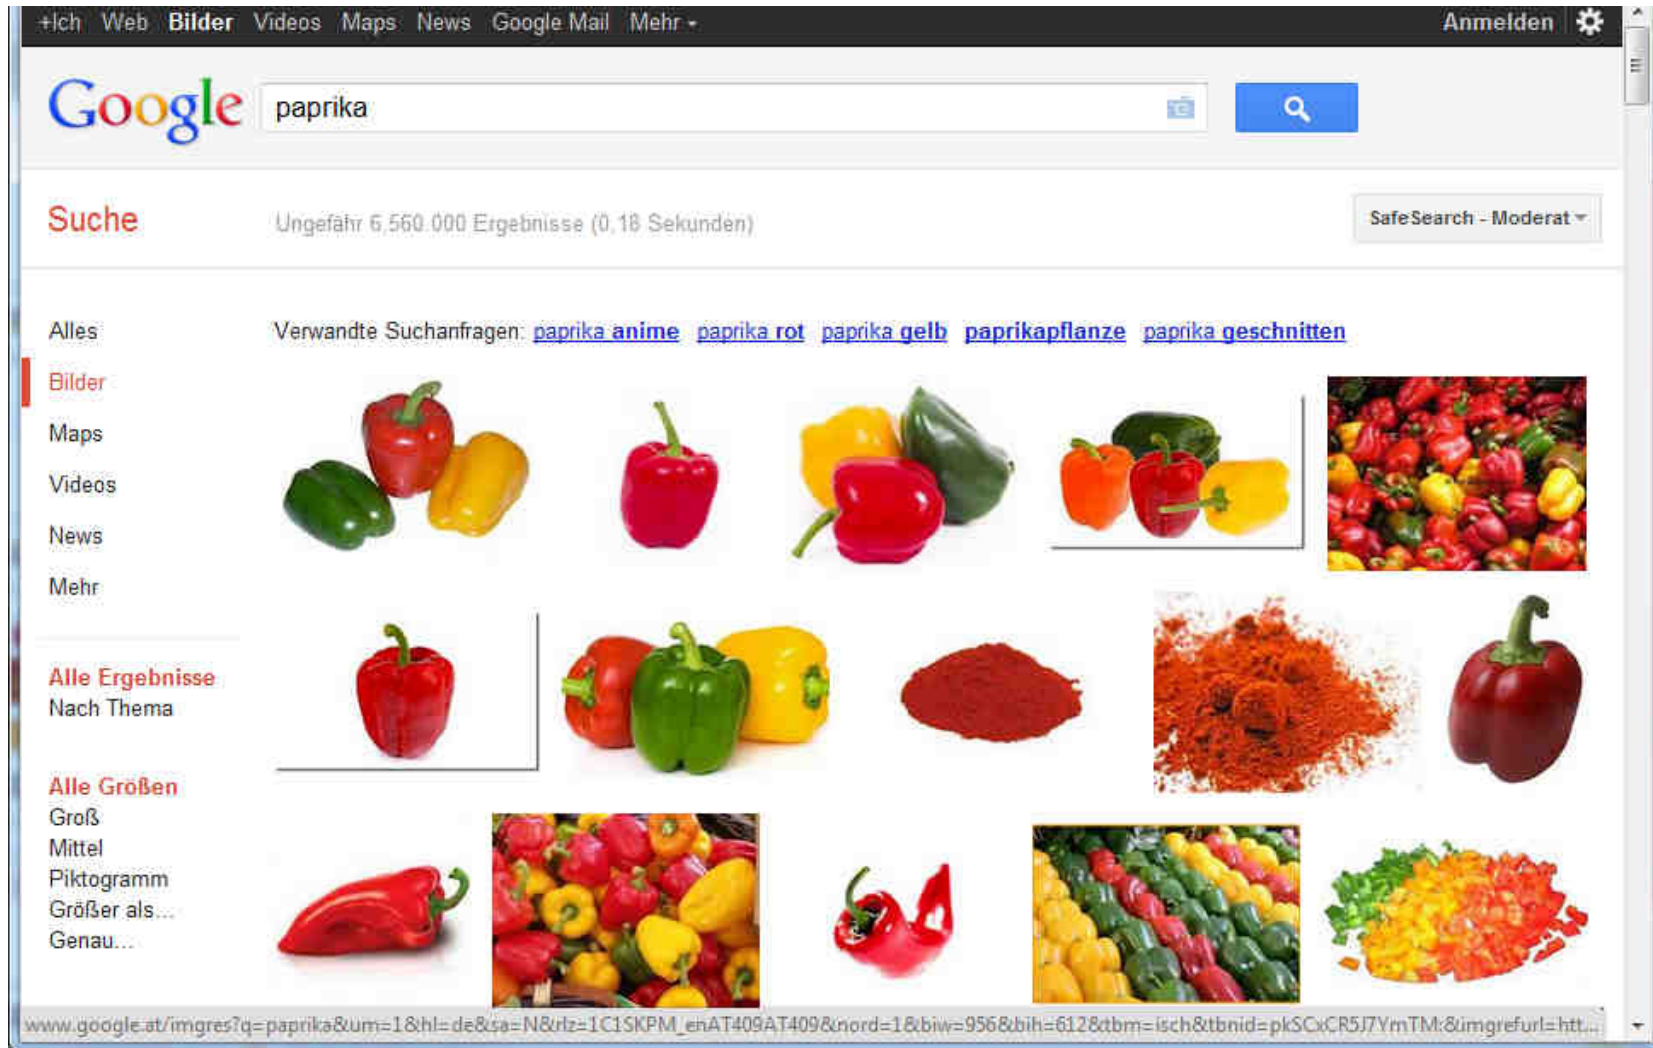 +Ich Web Bilder Videos Maps News Google Mail Mehr
Anmelden
Google
paprika
Suche
Ungefähr 6.560.000 Ergebnisse (0,18 Sekunden)
SafeSearch - Moderat
Alles
Bilder
Maps
Videos
News
Mehr
Alle Ergebnisse
Nach Thema
Alle Größen
Groß
Mittel
Piktogramm
Größer als...
Genau...
Verwandte Suchanfragen: paprika anime paprika rot paprika gelb paprikapflanze paprika geschnitten
www.google.at/imgres?q=paprika&um=1&hl=de&sa=N&rlz=1C1SKPM_enAT409AT409&nord=1&biw=956&bih=612&tbm=isch&tbnid=pkSCxCR5J7YmTM:&imgrefurl=htt...